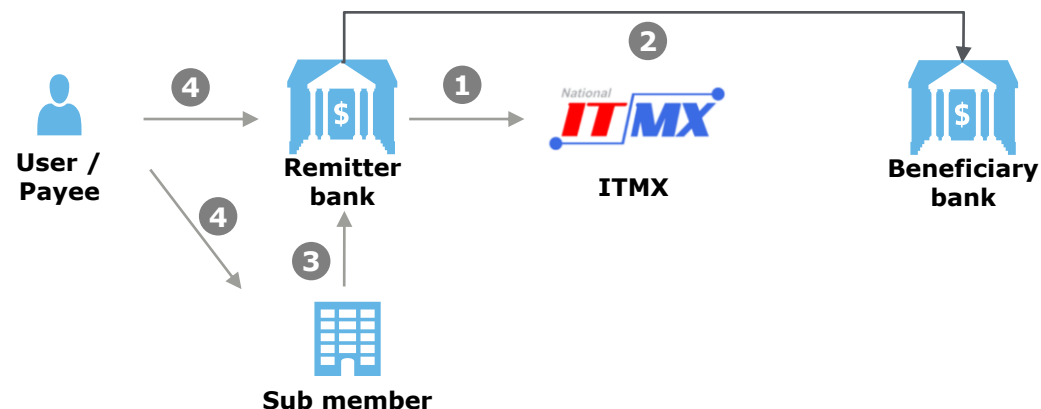 2
4
1
$
$
National
ITMX
User /
Payee
Remitter
bank
ITMX
Beneficiary
bank
4
3
Sub member